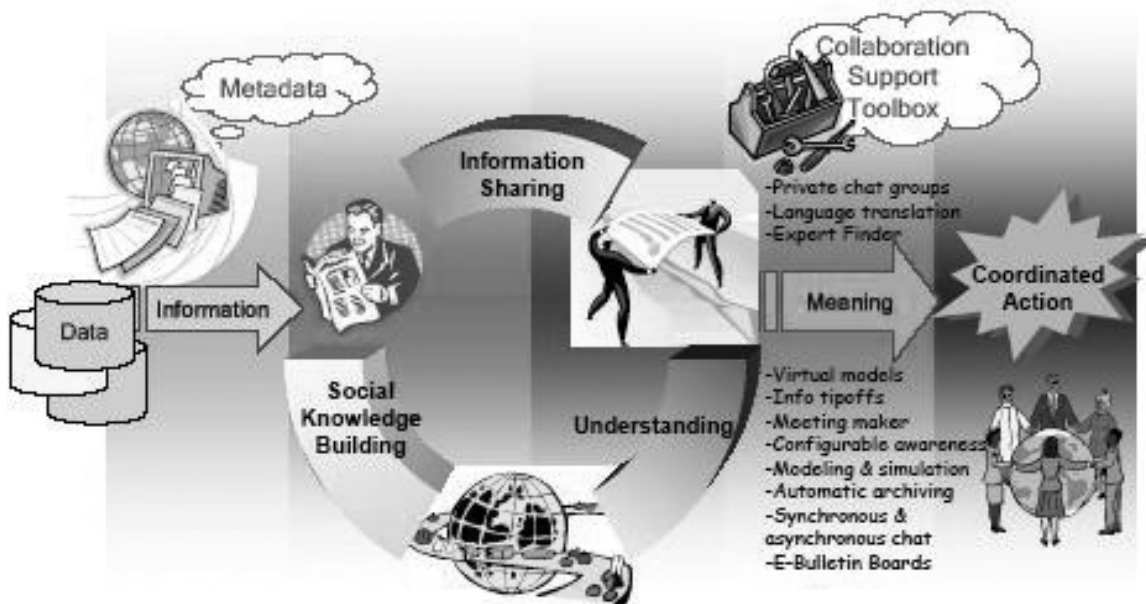 Metadata
Collaboration
Support
Toolbox
Information
Sharing
-Private chat groups
-Language translation
-Expert Finder
Data
Information
Meaning
Coordinated
Action
Social
Knowledge
Building
Understanding
-Virtual models
-Info tipoffs
-Meeting maker
-Configurable awareness
-Modeling & simulation
-Automatic archiving
-Synchronous &
asynchronous chat
-E-Bulletin Boards